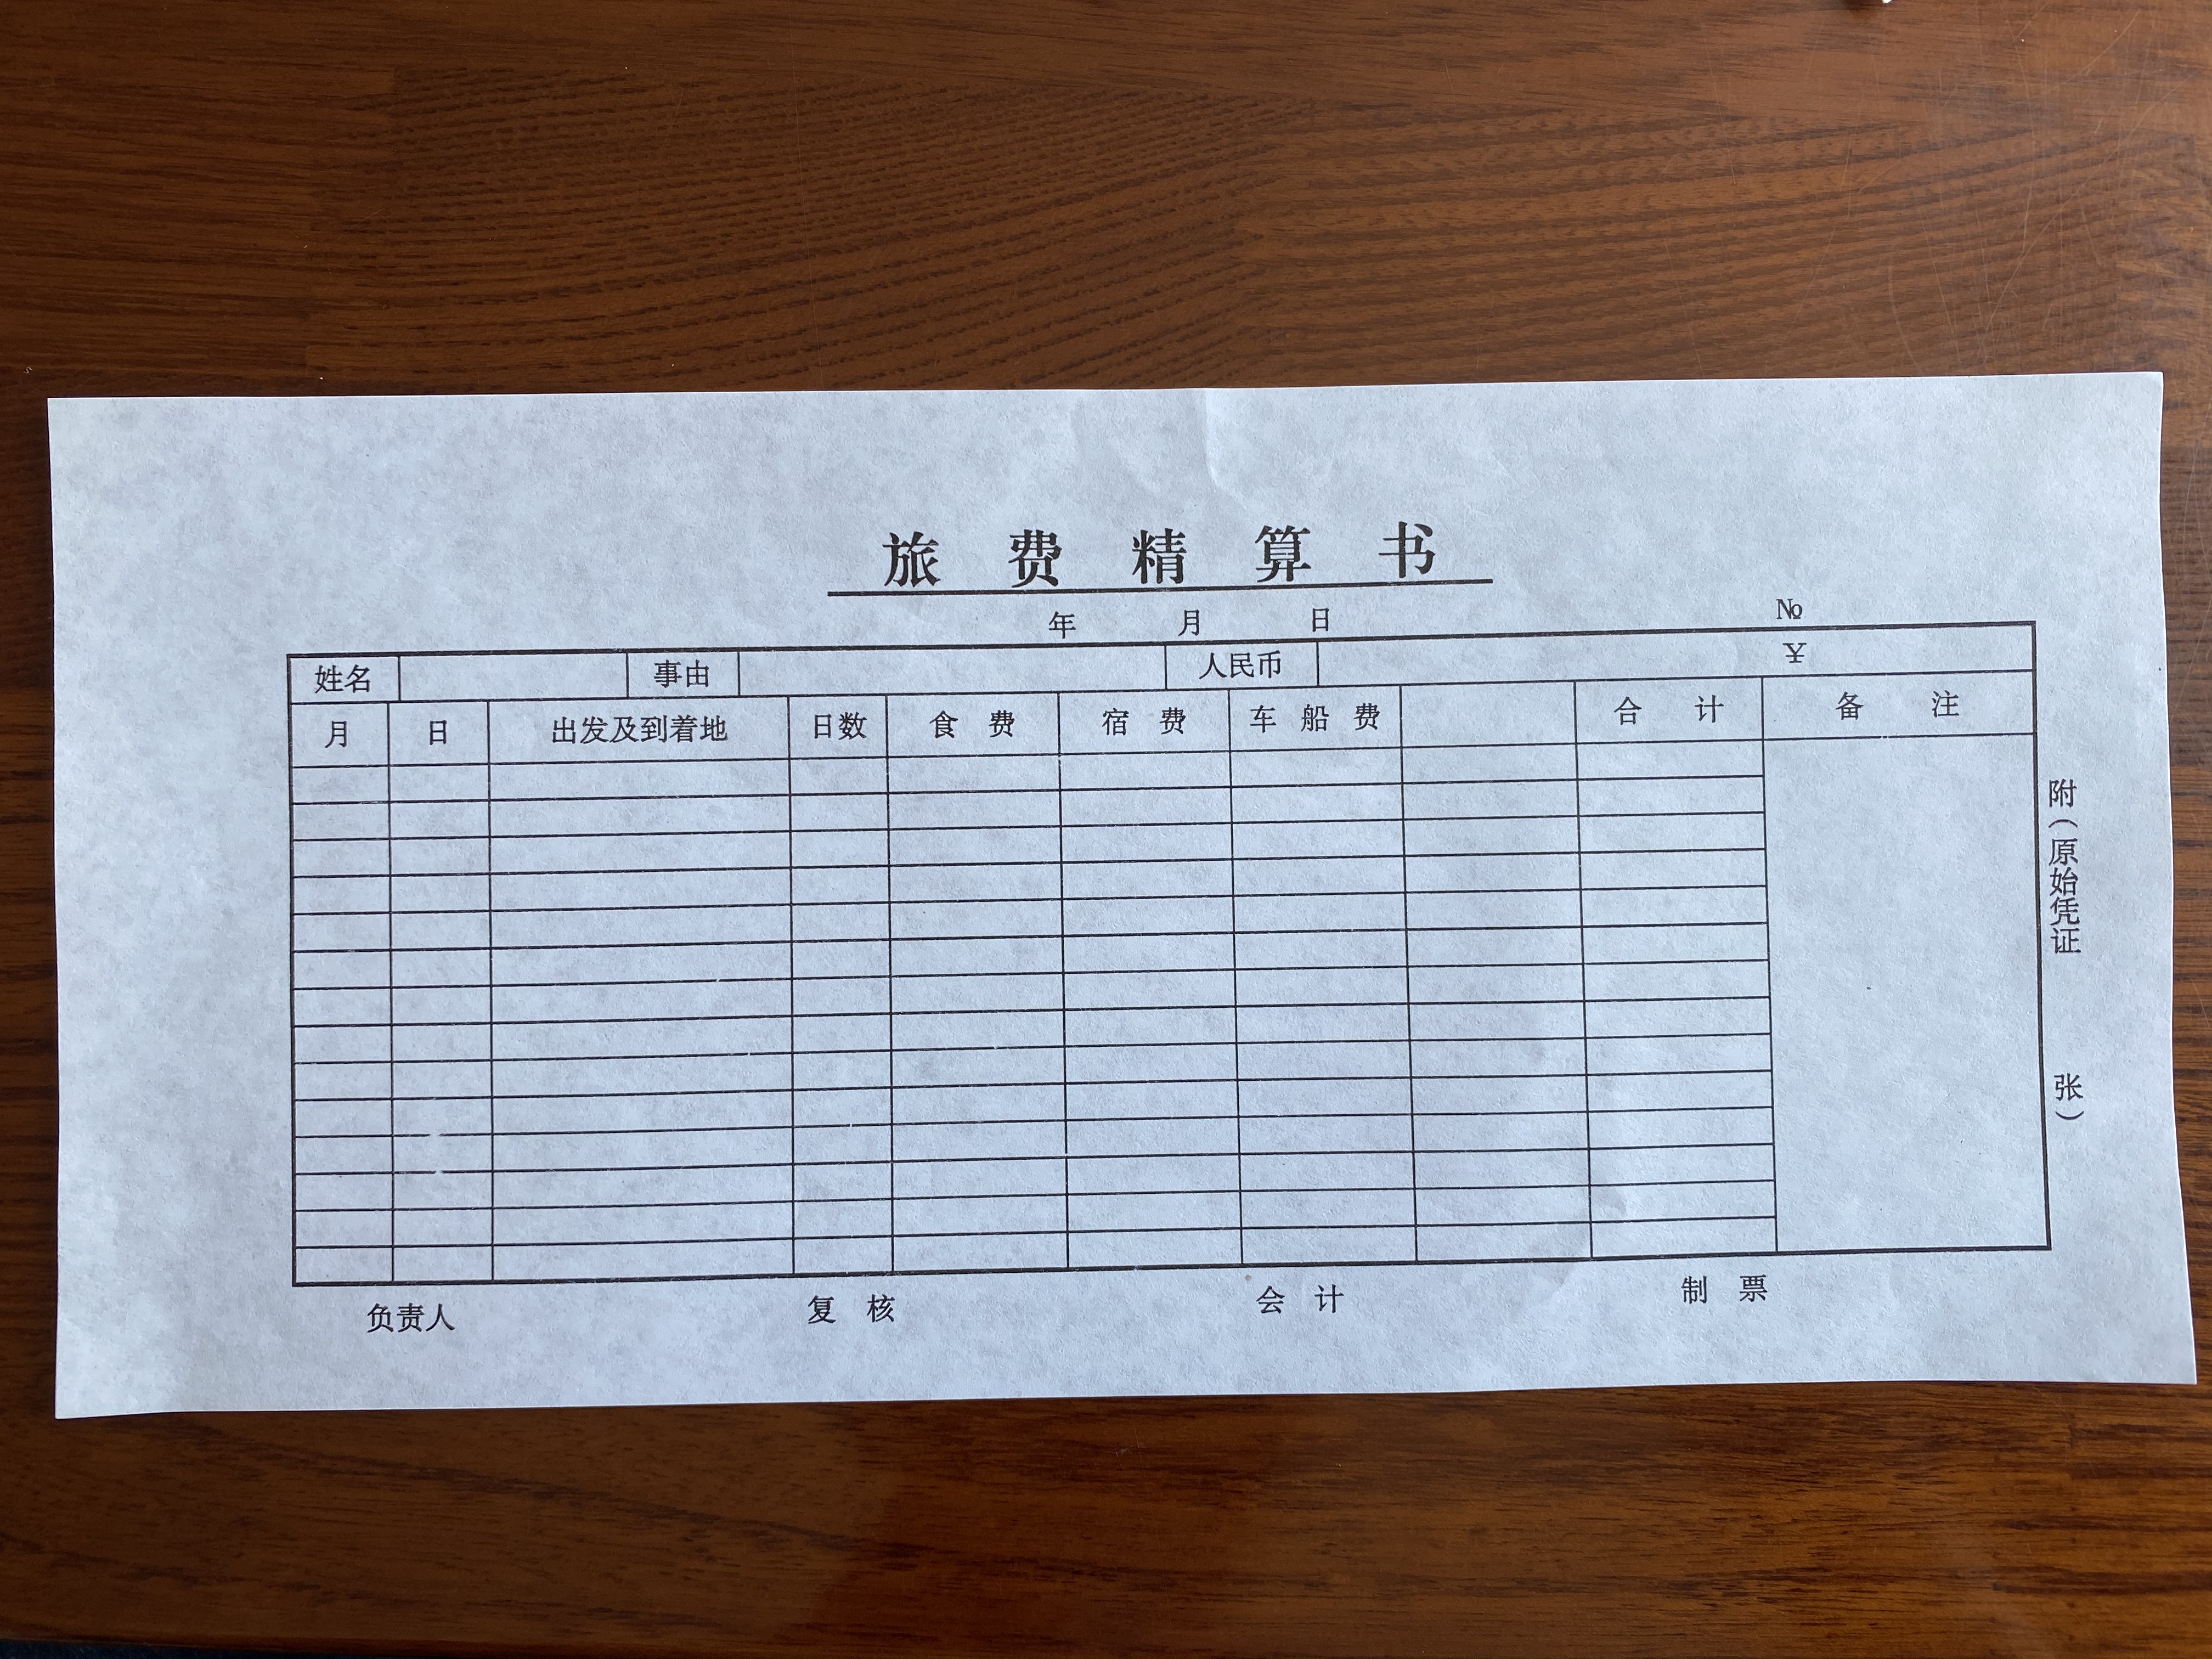 旅费精算书
年 月 日 №
姓名 事由 人民币 ¥
月 日 出发及到着地 日数 食费 宿费 车船费 合计 备注
附（原始凭证 张）
负责人 复核 会计 制票